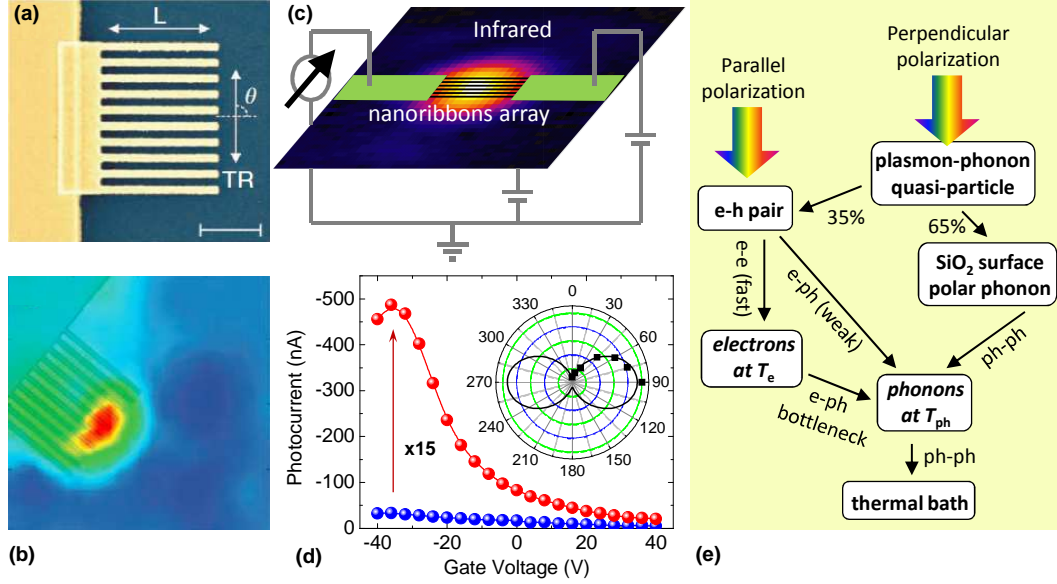 (a)
L
θ
TR
(b)
(c)
Infrared
nanoribbons array
(d)
Photocurrent (nA)
-500
-400
-300
-200
-100
0
-40
-20
0
20
40
Gate Voltage (V)
x15
0
30
60
90
120
150
180
210
240
270
300
330
(e)
Parallel
polarization
Perpendicular
polarization
plasmon-phonon
quasi-particle
e-h pair
35%
65%
SiO2 surface
polar phonon
e-e (fast)
e-ph (weak)
ph-ph
electrons
at Te
e-ph
bottleneck
phonons
at Tph
ph-ph
thermal bath